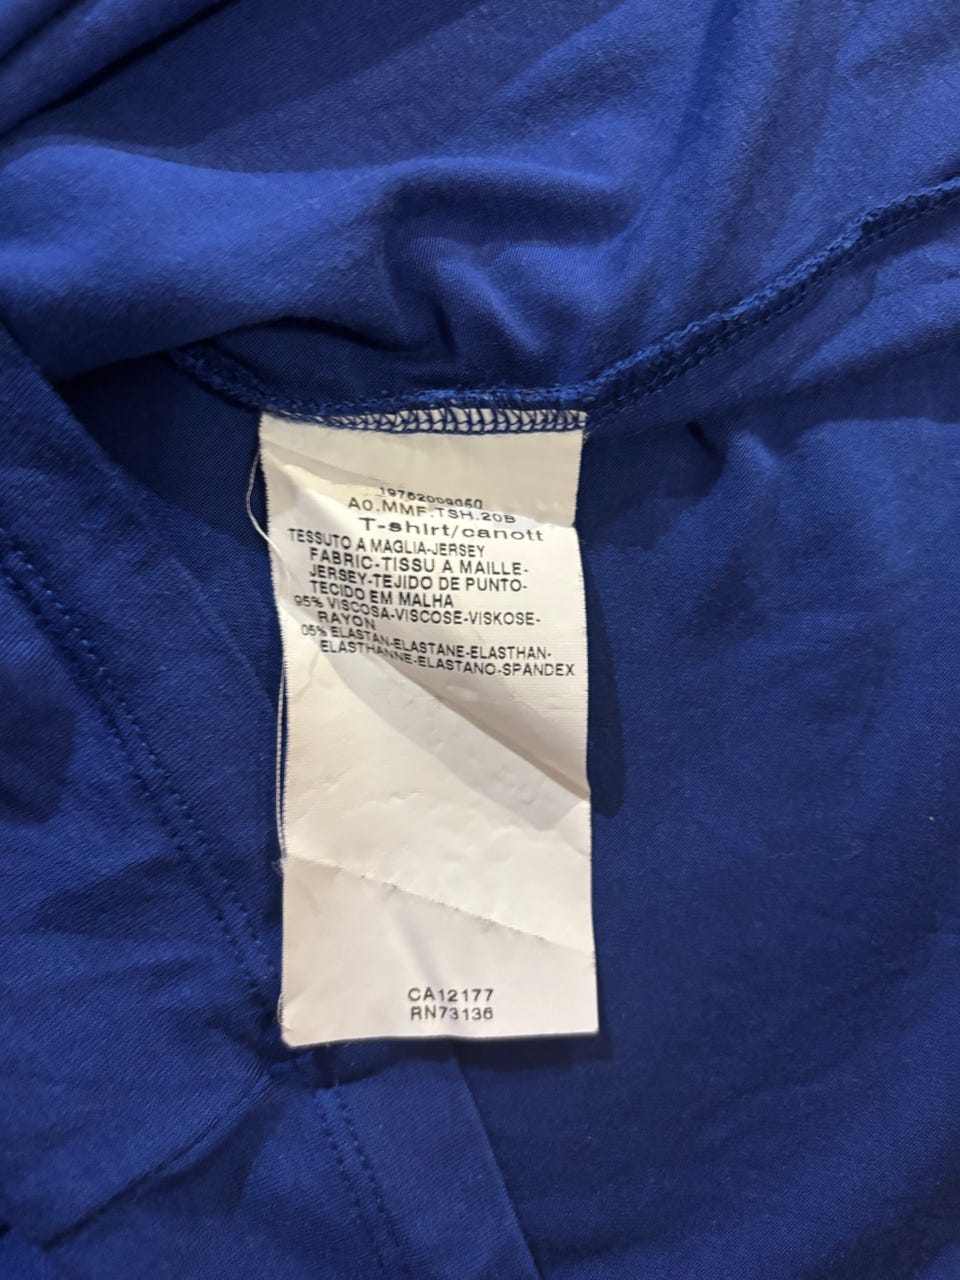 19762009050
A0.MMF.TSH.20B
T-shirt/canott
TESSUTO A MAGLIA-JERSEY
FABRIC-TISSU A MAILLE-
JERSEY-TEJIDO DE PUNTO-
TECIDO EM MALHA
95% VISCOSA-VISCOSE-VISKOSE-
RAYON
05% ELASTAN-ELASTANE-ELASTHAN-
ELASTHANNE-ELASTANO-SPANDEX
CA12177
RN73136